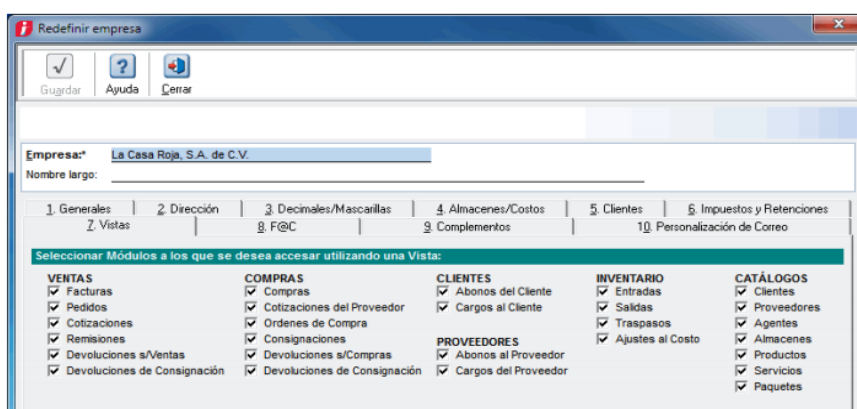 Redefinir empresa
Guardar Ayuda Cerrar
Empresa:* La Casa Roja, S.A. de C.V.
Nombre largo:
1. Generales 2. Dirección 3. Decimales/Mascarillas 4. Almacenes/Costos 5. Clientes 6. Impuestos y Retenciones
7. Vistas 8. F@C 9. Complementos 10. Personalización de Correo
Seleccionar Módulos a los que se desea accesar utilizando una Vista:
VENTAS COMPRAS CLIENTES INVENTARIO CATÁLOGOS
Facturas Compras Abonos del Cliente Entradas Clientes
Pedidos Cotizaciones del Proveedor Cargos al Cliente Salidas Proveedores
Cotizaciones Ordenes de Compra Traspasos Agentes
Remisiones Consignaciones PROVEEDORES Ajustes al Costo Almacenes
Devoluciones s/Ventas Devoluciones s/Compras Abonos al Proveedor Productos
Devoluciones de Consignación Devoluciones de Consignación Cargos del Proveedor Servicios
Paquetes